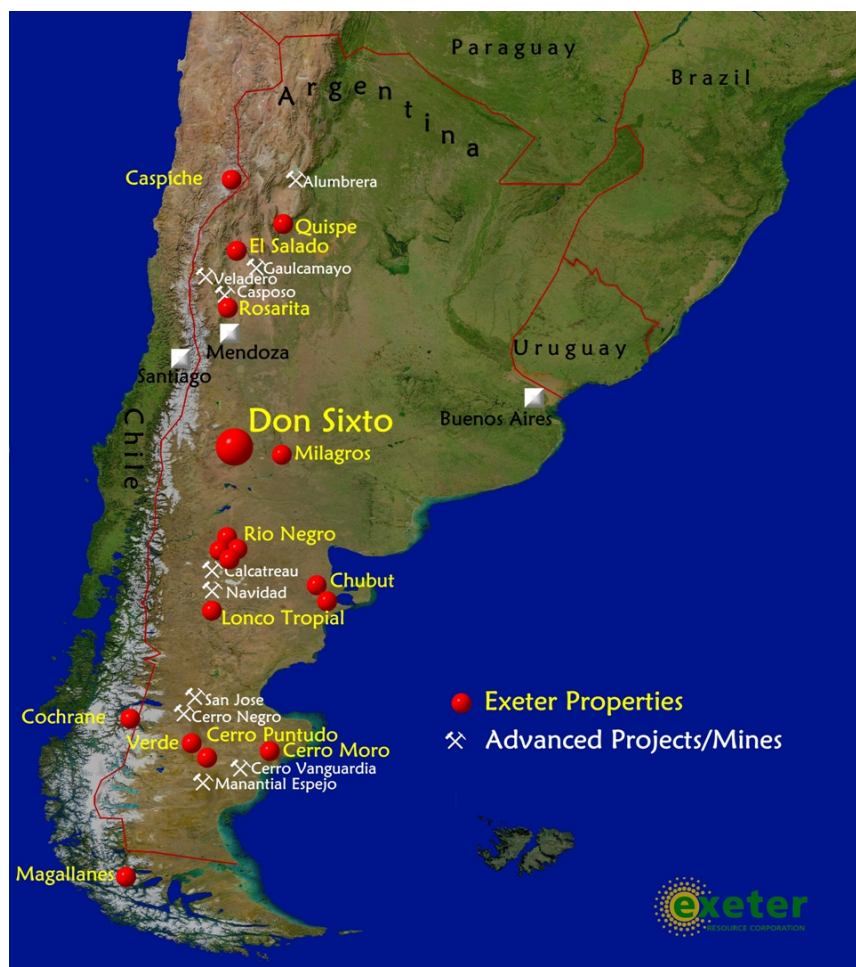 Paraguay
Brazil
Argentina
Caspiche
Alumbrera
Quispe
El Salado
Gaulcamayo
Veladero
Casposo
Rosarita
Mendoza
Santiago
Uruguay
Buenos Aires
Chile
Don Sixto
Milagros
Rio Negro
Calcatreau
Chubut
Navidad
Lonco Tropial
San Jose
Cerro Negro
Cochrane
Verde
Cerro Puntudo
Cerro Moro
Cerro Vanguardia
Manantial Espejo
Exeter Properties
Advanced Projects/Mines
Magallanes
exeter
RESOURCE CORPORATION